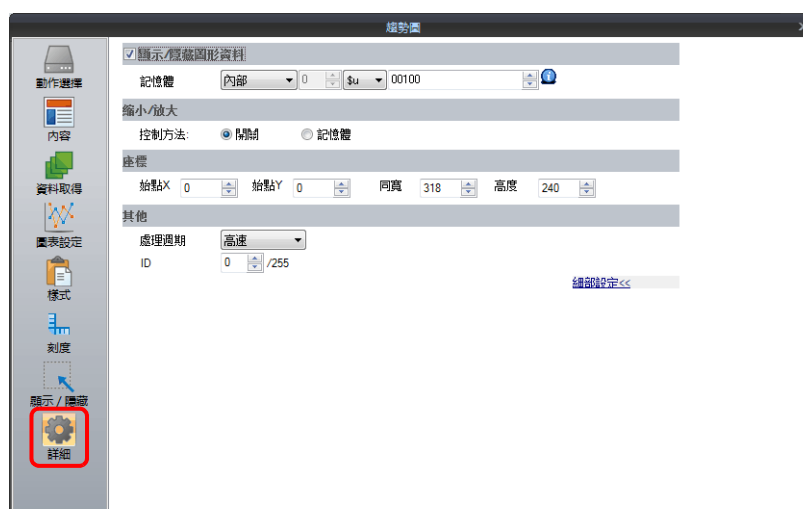 趨勢圖
動作選擇
內容
資料取得
圖表設定
樣式
刻度
顯示 / 隱藏
詳細
顯示/隱藏圖形資料
記憶體 內部 0 $u 00100
縮小/放大
控制方法: 開關 記憶體
座標
始點X 0 始點Y 0 同寬 318 高度 240
其他
處理週期 高速
ID 0 /255
細部設定<<